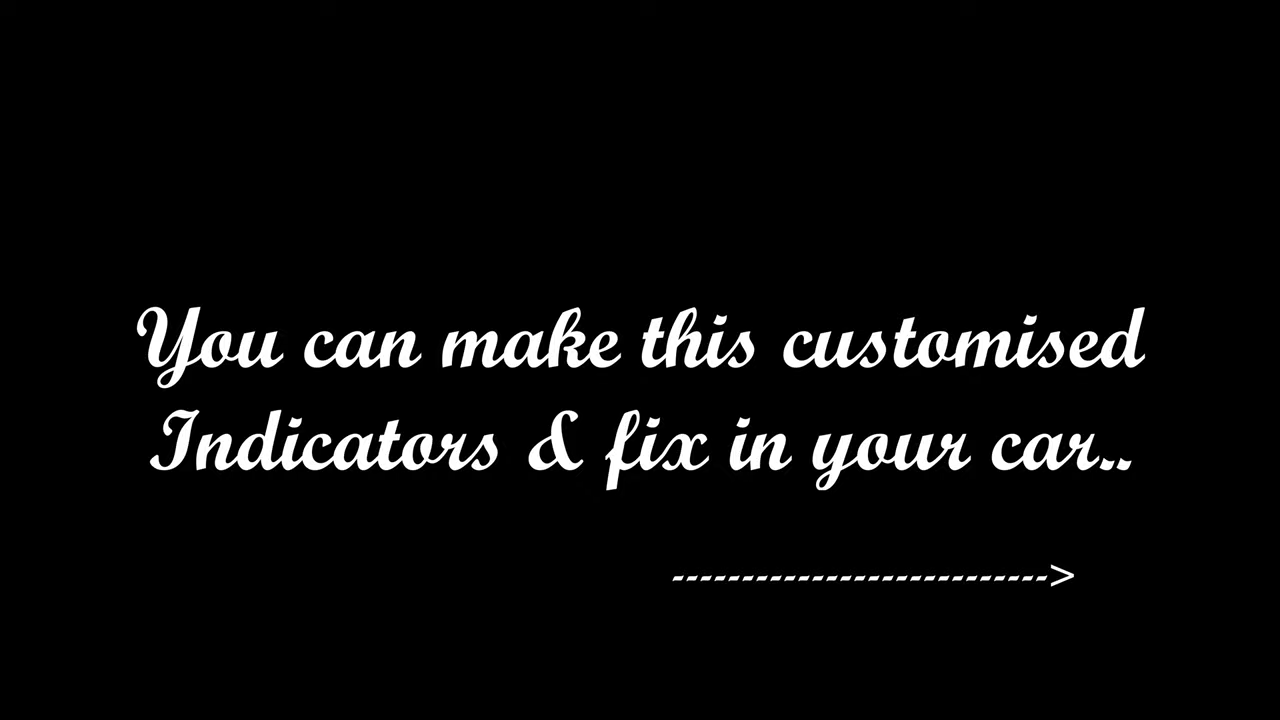 You can make this customised
Indicators & fix in your car..
--------------------------->